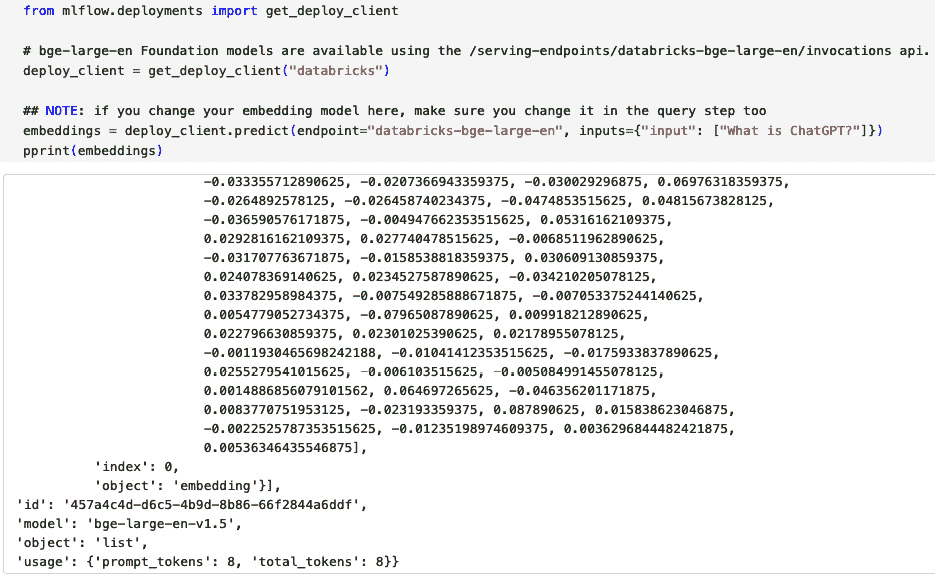 from mlflow.deployments import get_deploy_client
# bge-large-en Foundation models are available using the /serving-endpoints/databricks-bge-large-en/invocations api.
deploy_client = get_deploy_client("databricks")
## NOTE: if you change your embedding model here, make sure you change it in the query step too
embeddings = deploy_client.predict(endpoint="databricks-bge-large-en", inputs={"input": ["What is ChatGPT?"]})
pprint(embeddings)
-0.033355712890625, -0.0207366943359375, -0.030029296875, 0.06976318359375,
-0.0264892578125, -0.026458740234375, -0.0474853515625, 0.04815673828125,
-0.036590576171875, -0.004947662353515625, 0.05316162109375,
0.0292816162109375, 0.027740478515625, -0.0068511962890625,
-0.031707763671875, -0.0158538818359375, 0.030609130859375,
0.024078369140625, 0.0234527587890625, -0.034210205078125,
0.033782958984375, -0.007549285888671875, -0.007053375244140625,
0.0054779052734375, -0.07965087890625, 0.009918212890625,
0.022796630859375, 0.02301025390625, 0.02178955078125,
-0.0011930465698242188, -0.01041412353515625, -0.0175933837890625,
0.0255279541015625, -0.006103515625, -0.005084991455078125,
0.0014886856079101562, 0.064697265625, -0.046356201171875,
0.0083770751953125, -0.023193359375, 0.087890625, 0.015838623046875,
-0.0022525787353515625, -0.01235198974609375, 0.0036296844482421875,
0.00536346435546875],
'index': 0,
'object': 'embedding'}],
'id': '457a4c4d-d6c5-4b9d-8b86-66f2844a6ddf',
'model': 'bge-large-en-v1.5',
'object': 'list',
'usage': {'prompt_tokens': 8, 'total_tokens': 8}}